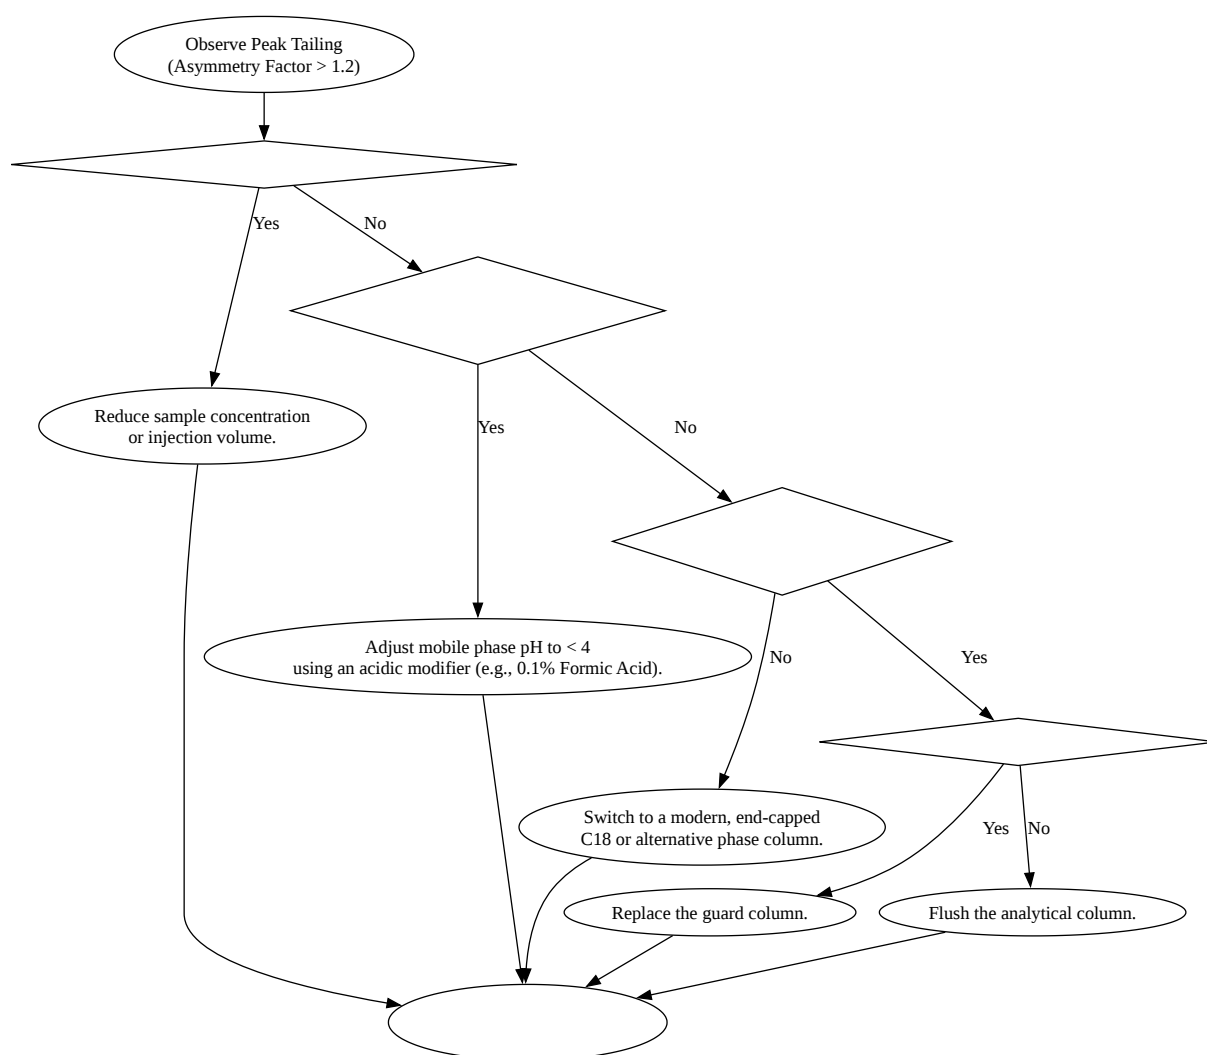 Observe Peak Tailing
(Asymmetry Factor > 1.2)
Yes
No
Reduce sample concentration
or injection volume.
Yes
No
Adjust mobile phase pH to < 4
using an acidic modifier (e.g., 0.1% Formic Acid).
No
Yes
Switch to a modern, end-capped
C18 or alternative phase column.
Yes
No
Replace the guard column.
Flush the analytical column.